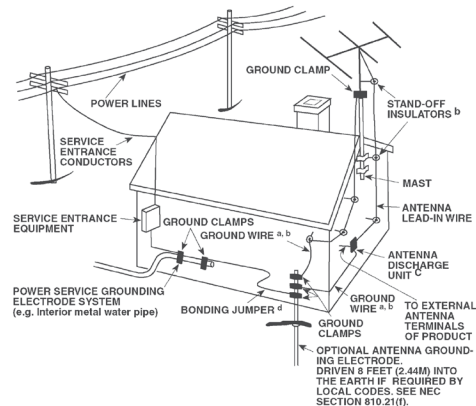 GROUND CLAMP
POWER LINES
STAND-OFF
INSULATORS b
SERVICE
ENTRANCE
CONDUCTORS
MAST
ANTENNA
LEAD-IN WIRE
SERVICE ENTRANCE
EQUIPMENT
GROUND CLAMPS
GROUND WIRE a, b
ANTENNA
DISCHARGE
UNIT C
POWER SERVICE GROUNDING
ELECTRODE SYSTEM
(e.g. Interior metal water pipe)
BONDING JUMPER d
GROUND
WIRE a, b
TO EXTERNAL
ANTENNA
TERMINALS
OF PRODUCT
GROUND
CLAMPS
OPTIONAL ANTENNA GROUND-
ING ELECTRODE.
DRIVEN 8 FEET (2.44M) INTO
THE EARTH IF REQUIRED BY
LOCAL CODES. SEE NEC
SECTION 810.21(f).